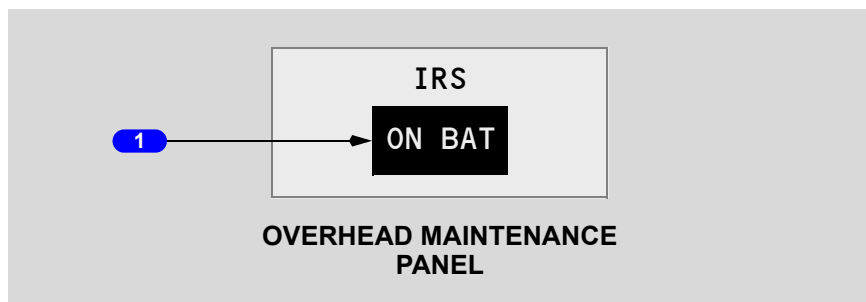 IRS
1
ON BAT
OVERHEAD MAINTENANCE
PANEL